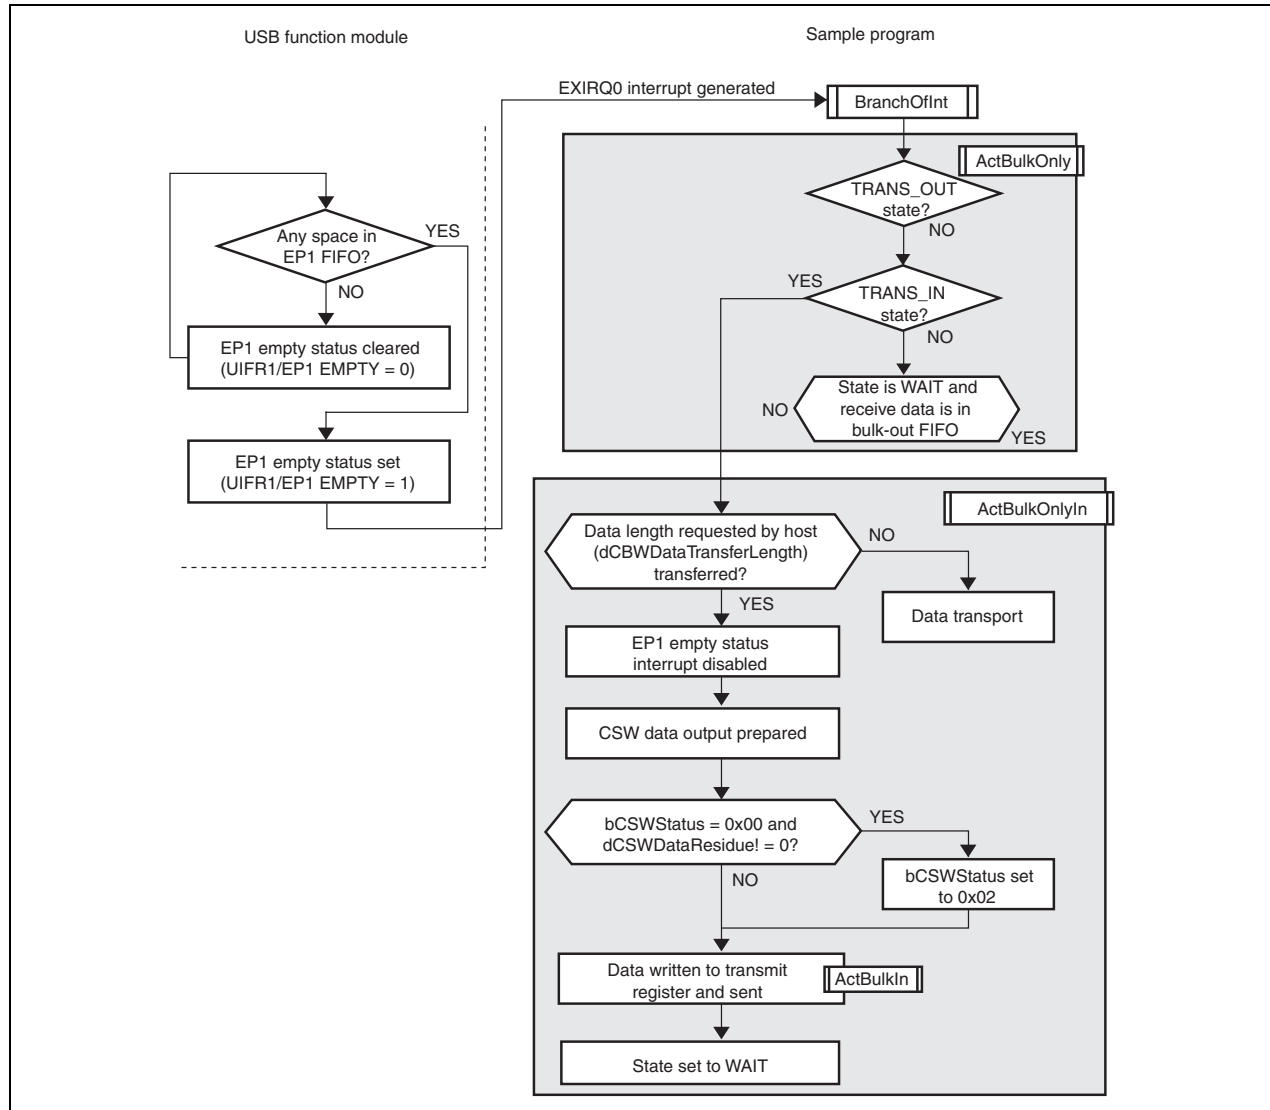 USB function module
Sample program
EXIRQ0 interrupt generated
BranchOfInt
ActBulkOnly
TRANS_OUT
state?
NO
Any space in
EP1 FIFO?
YES
NO
YES
TRANS_IN
state?
NO
EP1 empty status cleared
(UIFR1/EP1 EMPTY = 0)
State is WAIT and
receive data is in
bulk-out FIFO
NO
YES
EP1 empty status set
(UIFR1/EP1 EMPTY = 1)
ActBulkOnlyIn
Data length requested by host
(dCBWDataTransferLength)
transferred?
NO
YES
Data transport
EP1 empty status
interrupt disabled
CSW data output prepared
bCSWStatus = 0x00 and
dCSWDataResidue! = 0?
YES
NO
bCSWStatus set
to 0x02
Data written to transmit
register and sent
ActBulkIn
State set to WAIT